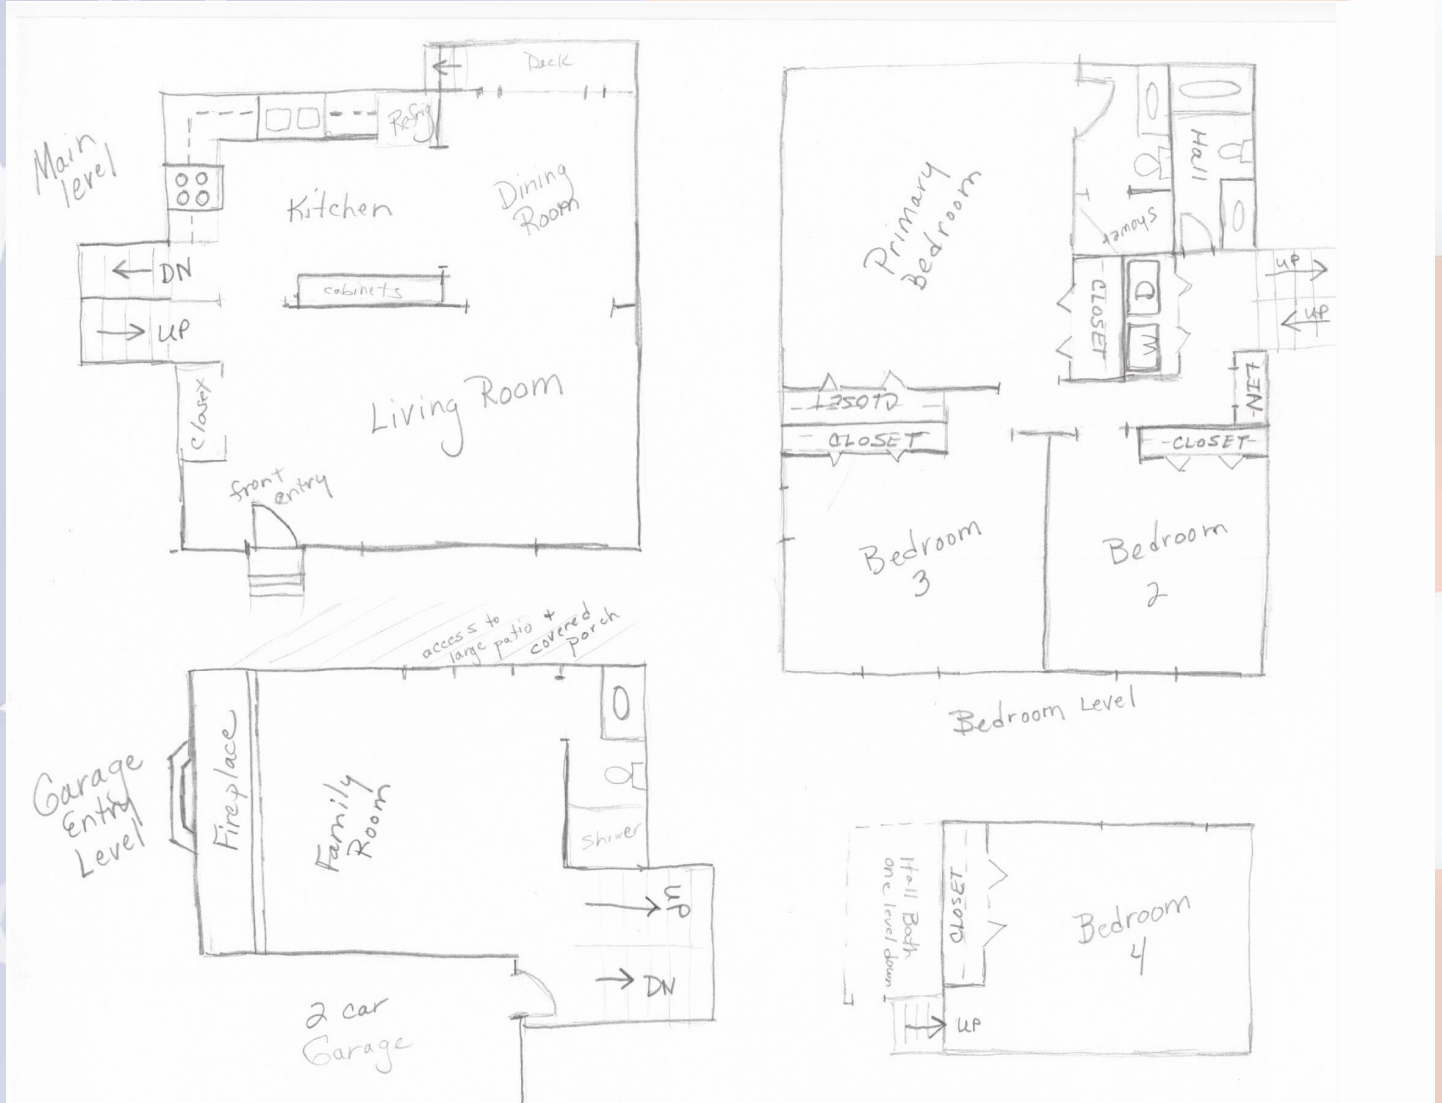 Main
level
Deck
Refrig
Kitchen
Dining
Room
DN
cabinets
UP
Closet
Living Room
front
entry
access to
large patio +
covered
porch
Garage
Entry
Level
Fireplace
Family
Room
Shower
UP
DN
2 car
Garage
Primary
Bedroom
Hall
Shower
CLOSET
D
W
UP
UP
LIN
CLOSET
CLOSET
CLOSET
Bedroom
3
Bedroom
2
Bedroom Level
Hall Bath
one level down
CLOSET
Bedroom
4
UP